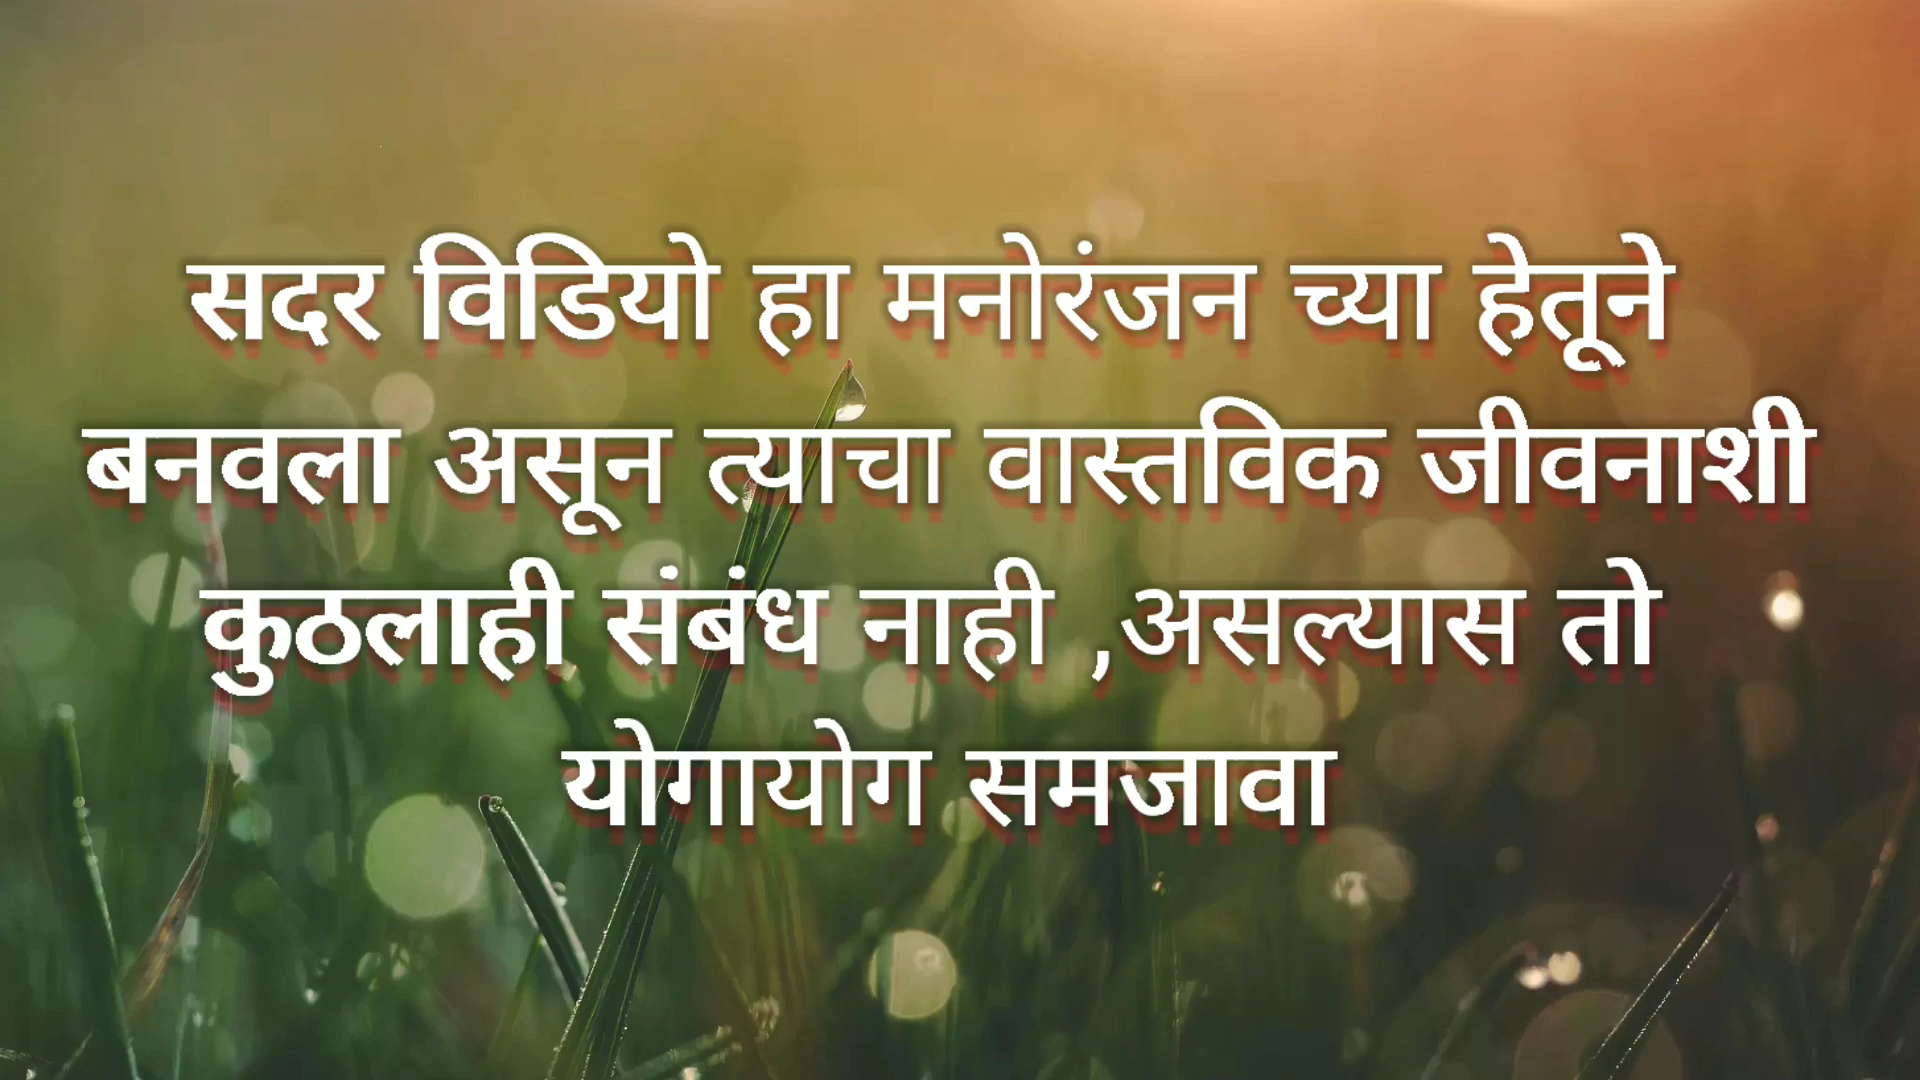 सदर विडियो हा मनोरंजन च्या हेतूने
बनवला असून त्याचा वास्तविक जीवनाशी
कुठलाही संबंध नाही ,असल्यास तो
योगायोग समजावा